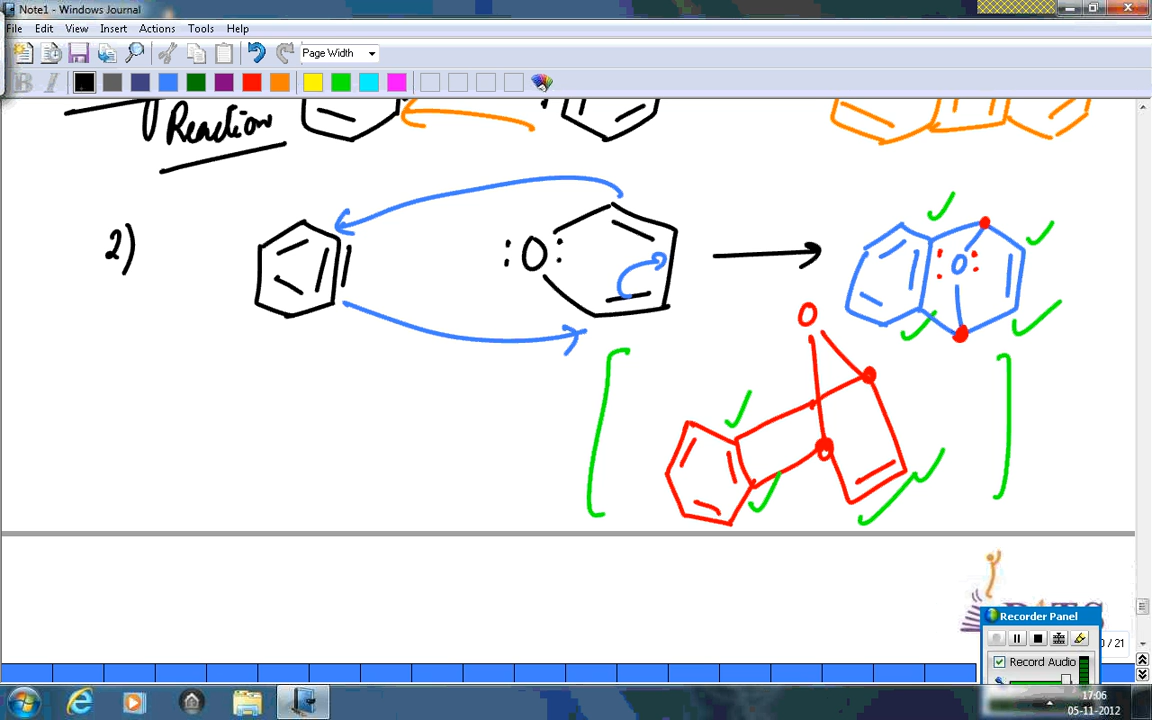 Note1 - Windows Journal
File Edit View Insert Actions Tools Help
Page Width
B I
Reaction
2)
:O:
:O:
O
Recorder Panel
/ 21
Record Audio
17:06
05-11-2012